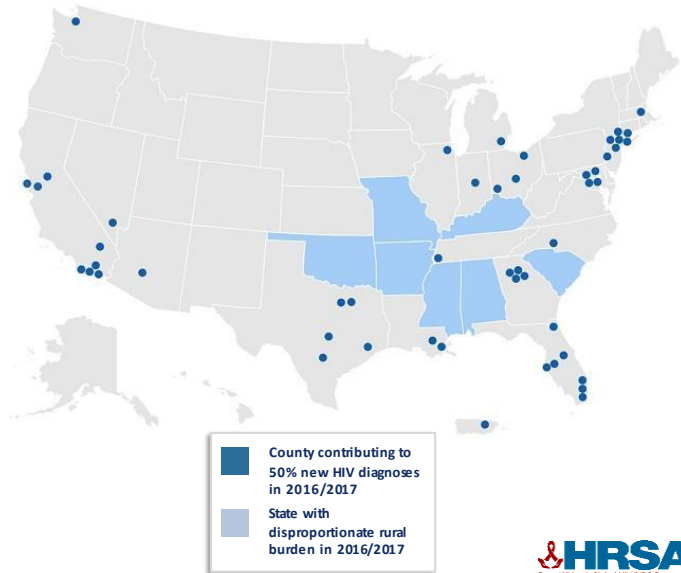 County contributing to
50% new HIV diagnoses
in 2016/2017
State with
disproportionate rural
burden in 2016/2017
HRSA